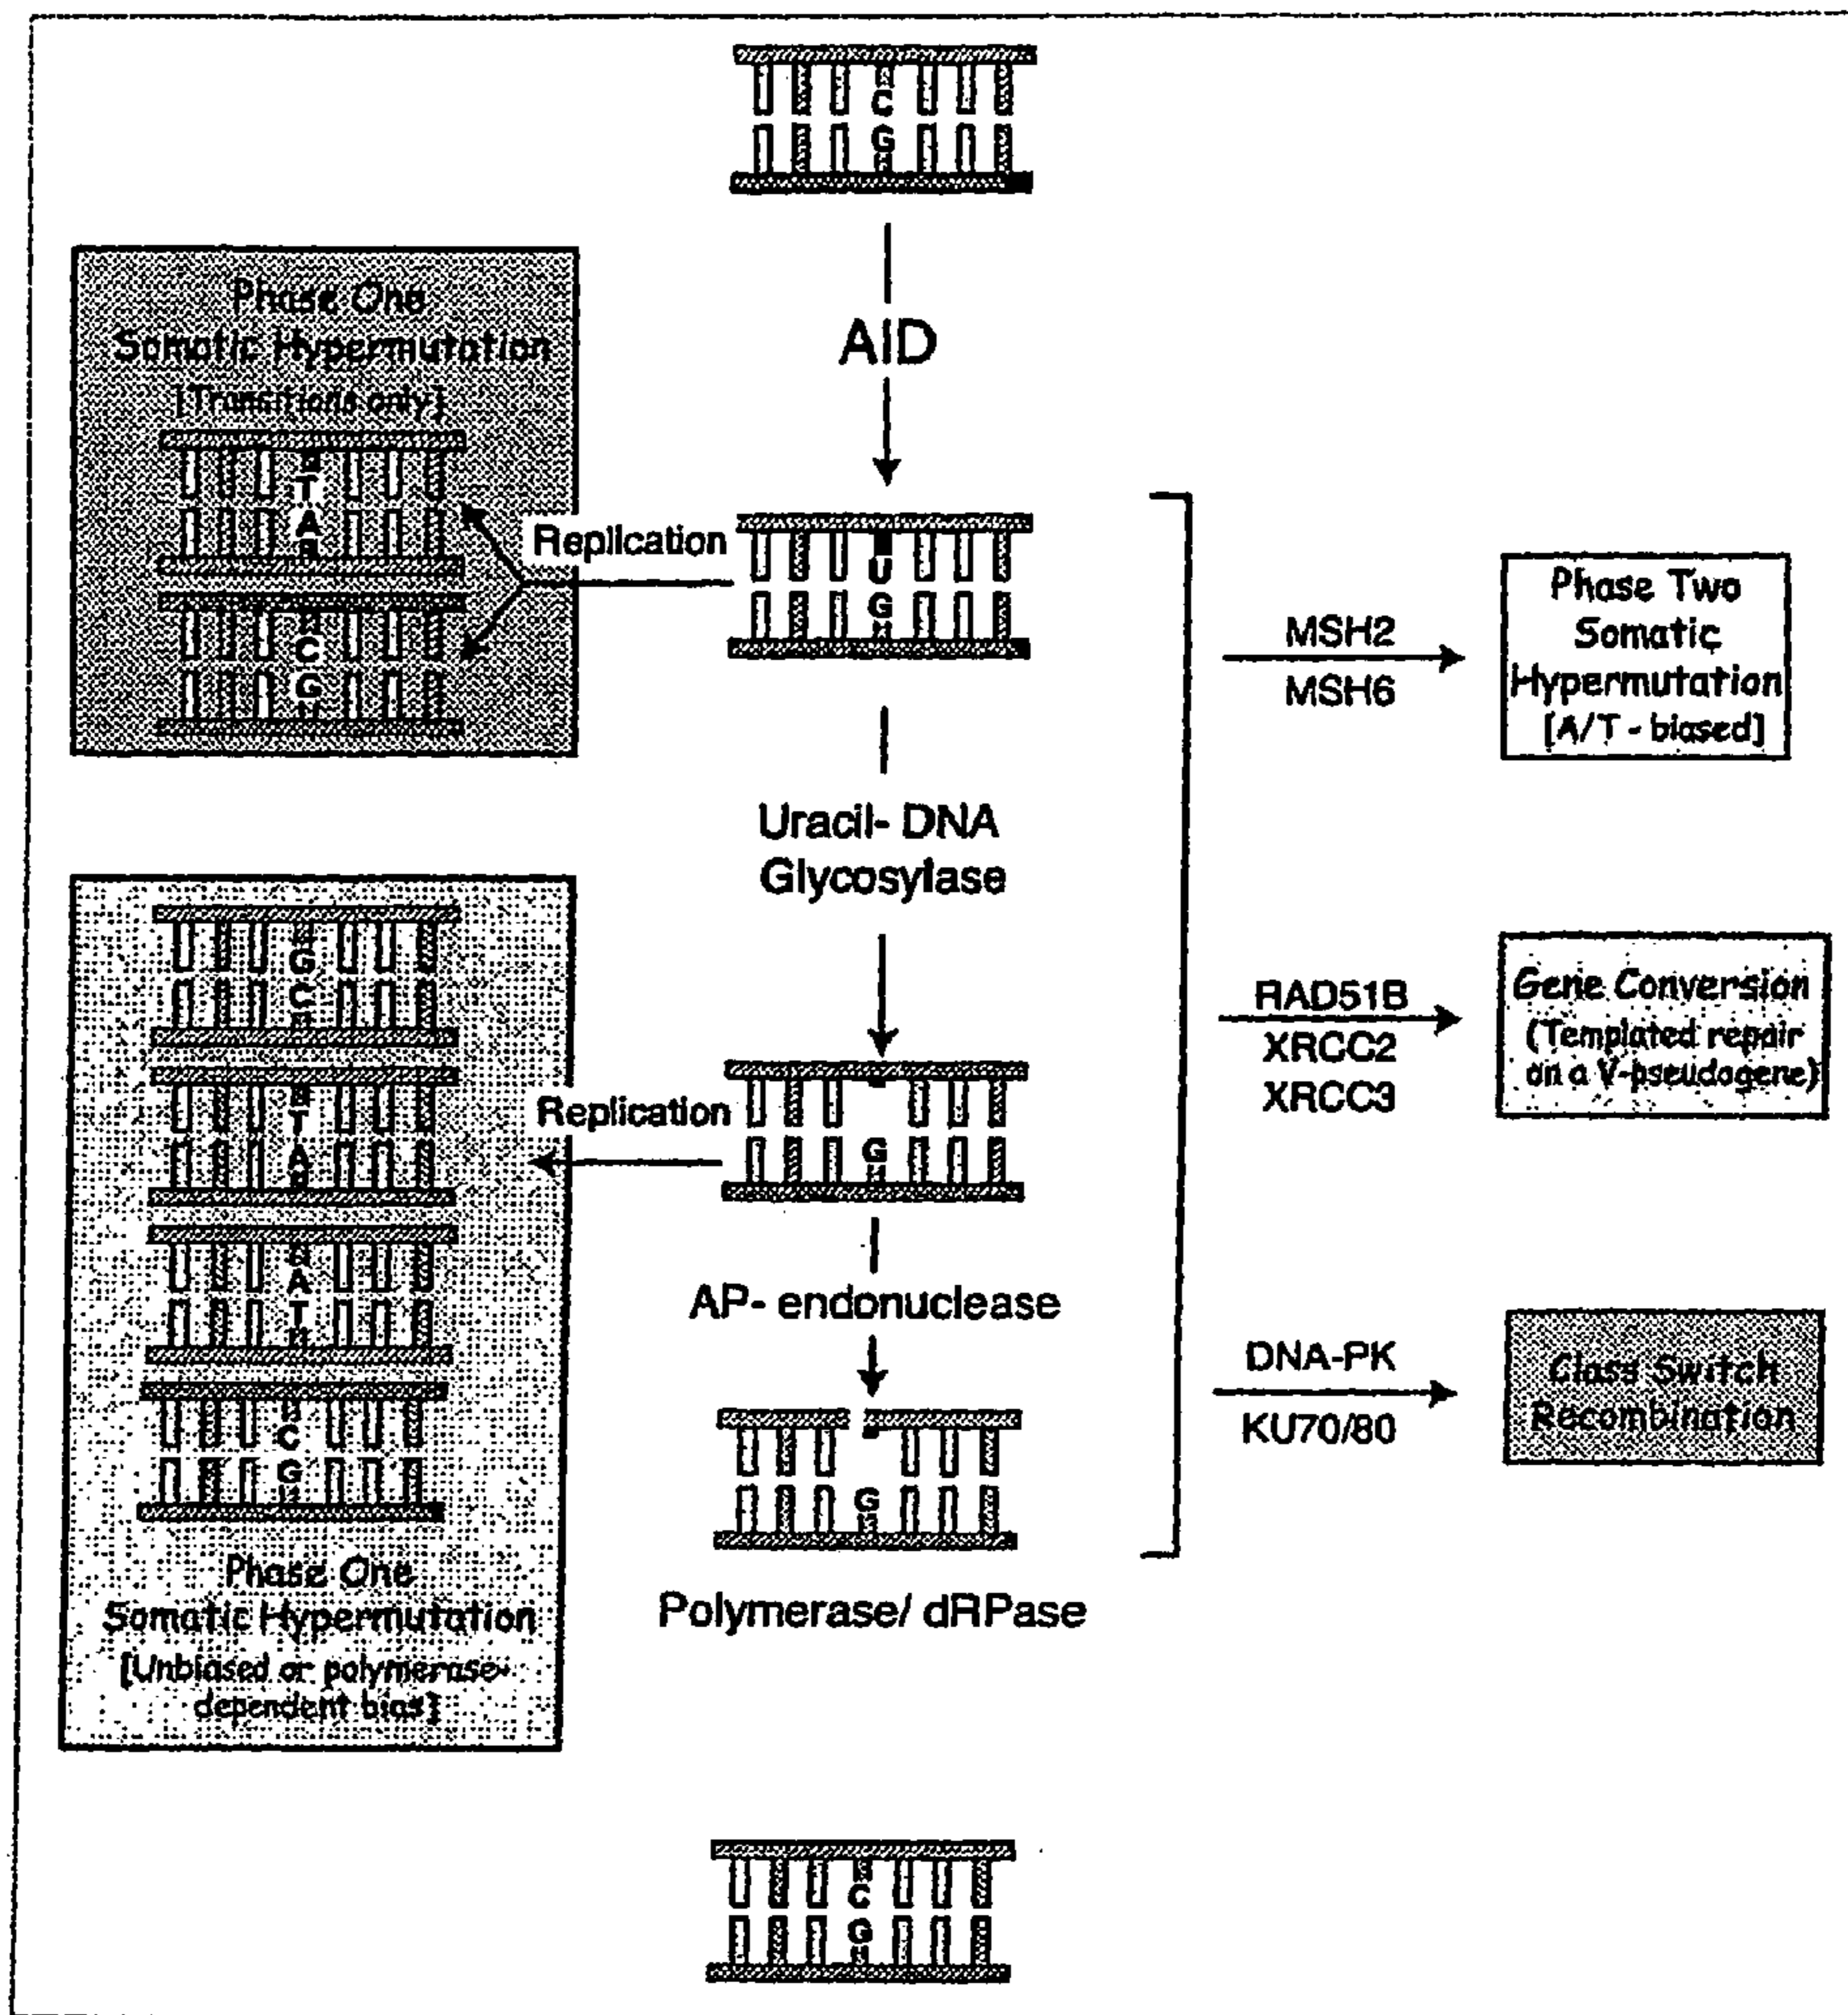 C
G
AID
Phase One
Somatic Hypermutation
[Transitions only]
T
A
C
G
Replication
U
G
MSH2
MSH6
Phase Two
Somatic
Hypermutation
[A/T - biased]
Uracil- DNA
Glycosylase
G
C
T
A
A
T
C
G
Phase One
Somatic Hypermutation
[Unbiased or polymerase-
dependent bias]
Replication
G
RAD51B
XRCC2
XRCC3
Gene Conversion
(Templated repair
on a V-pseudogene)
AP- endonuclease
G
DNA-PK
KU70/80
Class Switch
Recombination
Polymerase/ dRPase
C
G